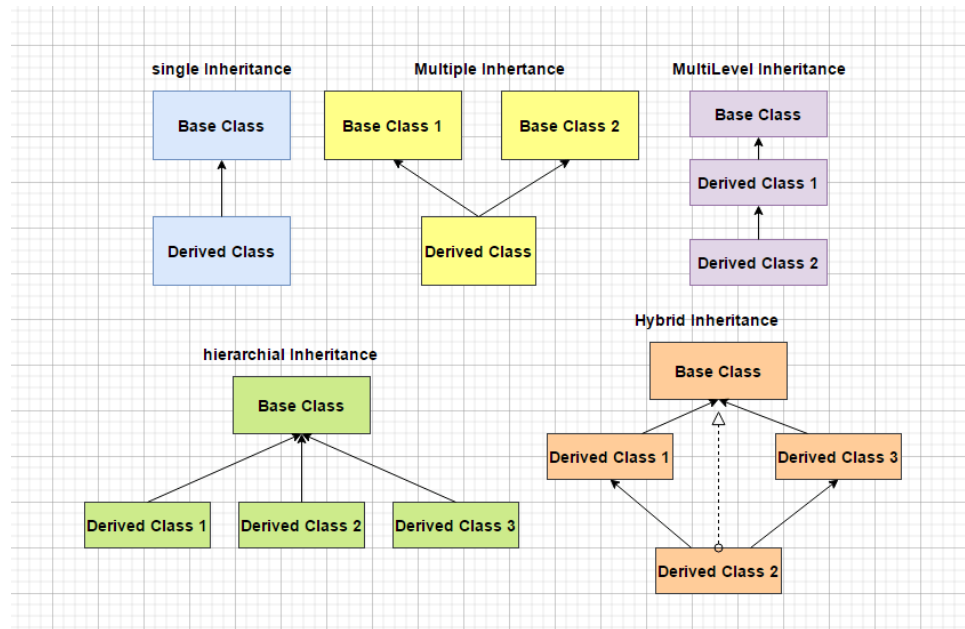 single Inheritance
Base Class
Derived Class
Multiple Inhertance
Base Class 1
Base Class 2
Derived Class
MultiLevel Inheritance
Base Class
Derived Class 1
Derived Class 2
hierarchial Inheritance
Base Class
Derived Class 1
Derived Class 2
Derived Class 3
Hybrid Inheritance
Base Class
Derived Class 1
Derived Class 3
Derived Class 2